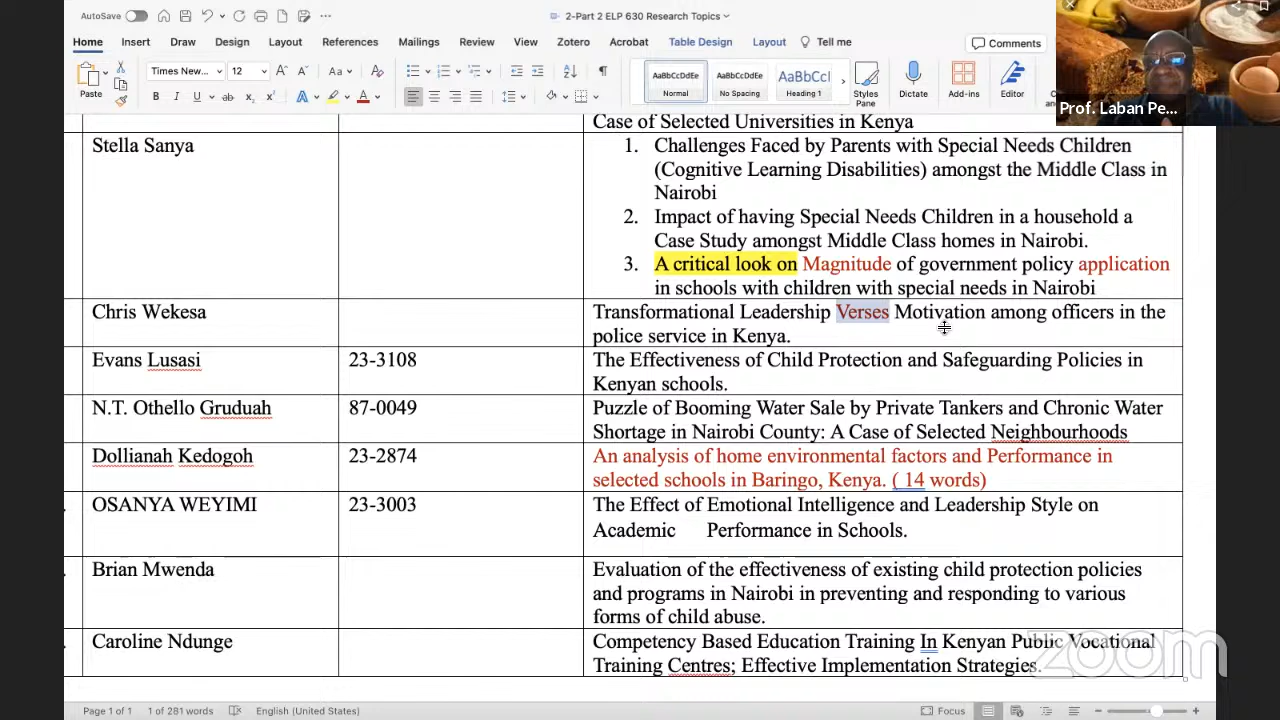 AutoSave
2-Part 2 ELP 630 Research Topics
Home Insert Draw Design Layout References Mailings Review View Zotero Acrobat Table Design Layout Tell me
Comments
Times New... 12
Paste
AaBbCcDdEe AaBbCcDdEe AaBbCcI
Normal No Spacing Heading 1
Styles Pane Dictate Add-ins Editor
Prof. Laban Pe...
Case of Selected Universities in Kenya
Stella Sanya
1. Challenges Faced by Parents with Special Needs Children
(Cognitive Learning Disabilities) amongst the Middle Class in
Nairobi
2. Impact of having Special Needs Children in a household a
Case Study amongst Middle Class homes in Nairobi.
3. A critical look on Magnitude of government policy application
in schools with children with special needs in Nairobi
Chris Wekesa
Transformational Leadership Verses Motivation among officers in the
police service in Kenya.
Evans Lusasi 23-3108 The Effectiveness of Child Protection and Safeguarding Policies in
Kenyan schools.
N.T. Othello Gruduah 87-0049 Puzzle of Booming Water Sale by Private Tankers and Chronic Water
Shortage in Nairobi County: A Case of Selected Neighbourhoods
Dollianah Kedogoh 23-2874 An analysis of home environmental factors and Performance in
selected schools in Baringo, Kenya. ( 14 words)
OSANYA WEYIMI 23-3003 The Effect of Emotional Intelligence and Leadership Style on
Academic Performance in Schools.
Brian Mwenda Evaluation of the effectiveness of existing child protection policies
and programs in Nairobi in preventing and responding to various
forms of child abuse.
Caroline Ndunge Competency Based Education Training In Kenyan Public Vocational
Training Centres; Effective Implementation Strategies.
zoom
Page 1 of 1 1 of 281 words English (United States) Focus